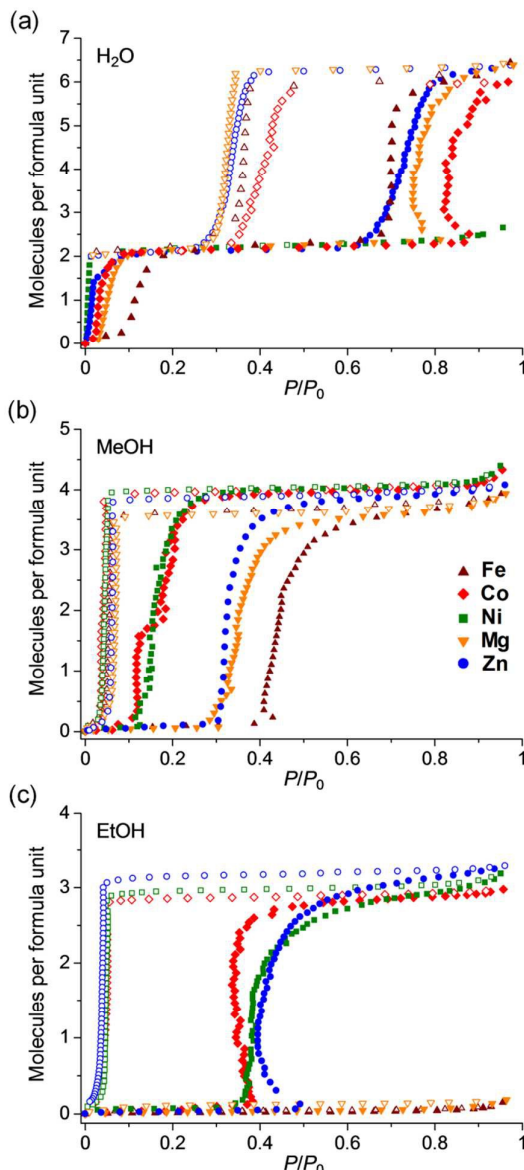 (a)
H₂O
Molecules per formula unit
7
6
5
4
3
2
1
0
0 0.2 0.4 0.6 0.8 1
P/P₀
(b)
MeOH
Molecules per formula unit
5
4
3
2
1
0
Fe
Co
Ni
Mg
Zn
0 0.2 0.4 0.6 0.8 1
P/P₀
(c)
EtOH
Molecules per formula unit
4
3
2
1
0
0 0.2 0.4 0.6 0.8 1
P/P₀